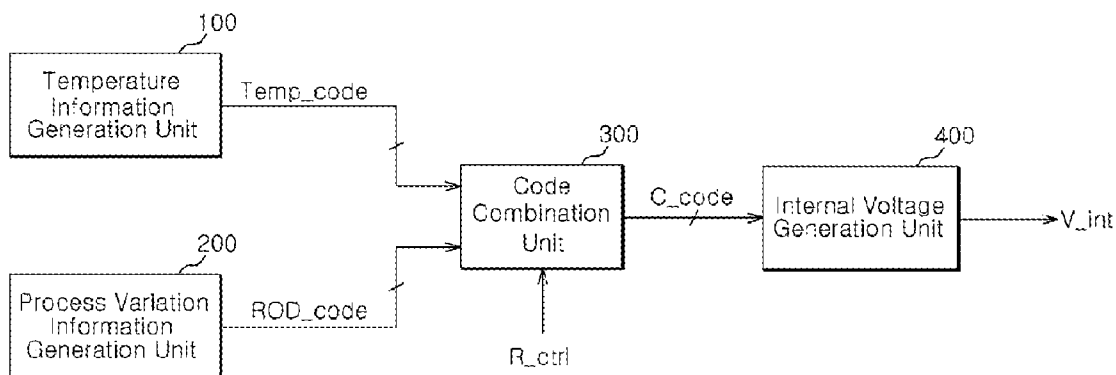 100
Temperature
Information
Generation Unit
Temp_code
300
Code
Combination
Unit
C_code
400
Internal Voltage
Generation Unit
V_int
200
Process Variation
Information
Generation Unit
ROD_code
R_ctrl